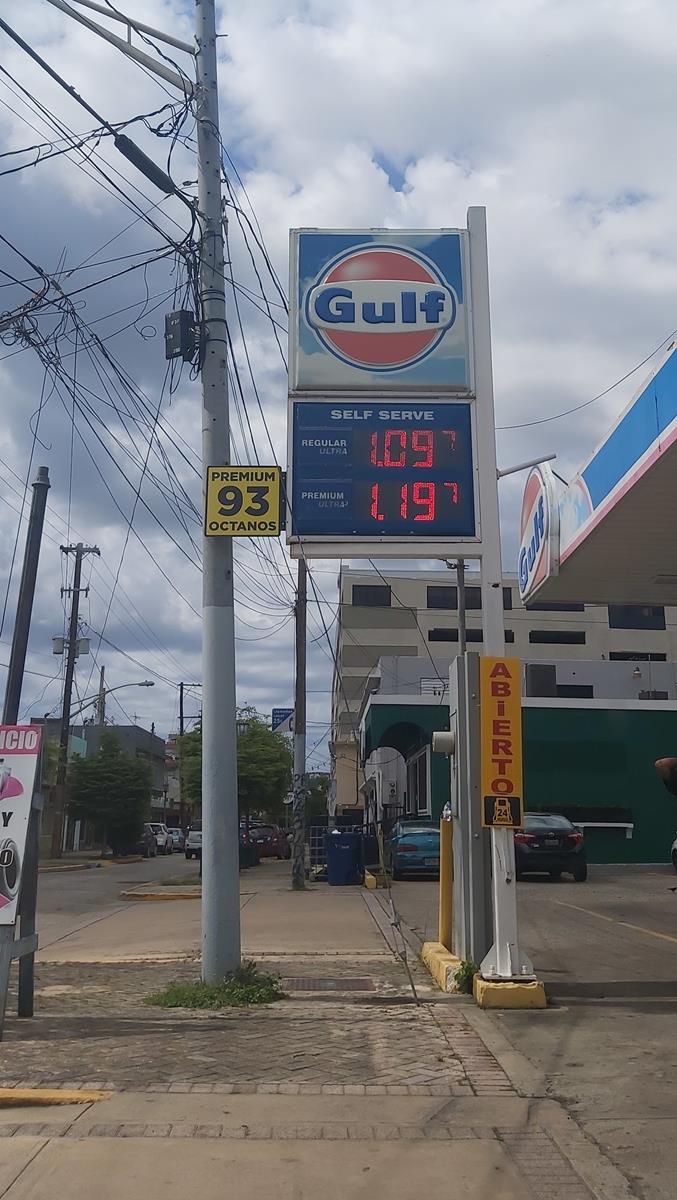 Gulf
SELF SERVE
REGULAR
ULTRA
1.09 7
PREMIUM
ULTRA
1.19 7
PREMIUM
93
OCTANOS
Gulf
ABiERTO
24
ICIO
Y